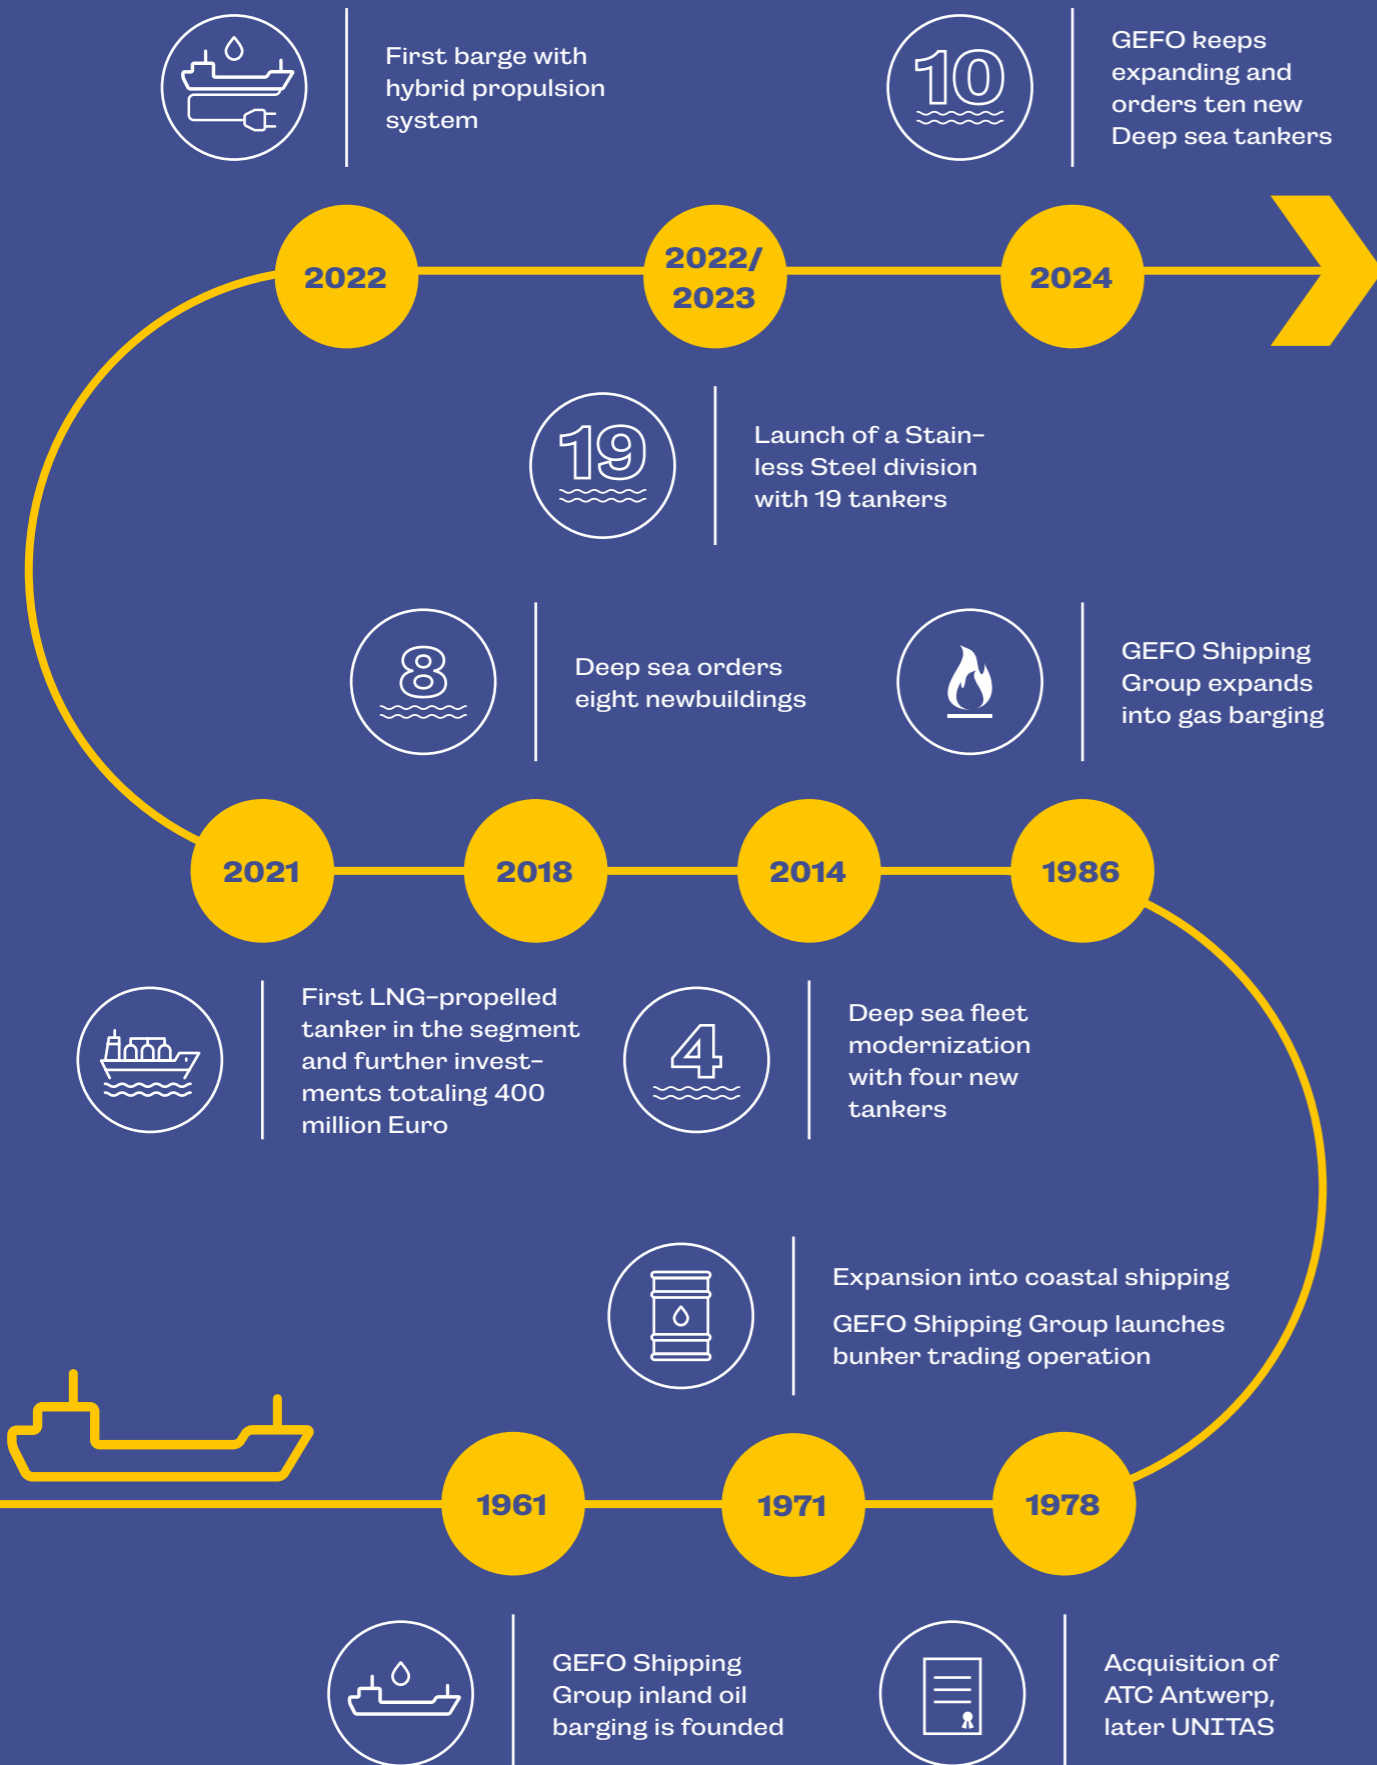 First barge with
hybrid propulsion
system
10
GEFO keeps
expanding and
orders ten new
Deep sea tankers
2022
2022/
2023
2024
19
Launch of a Stain-
less Steel division
with 19 tankers
8
Deep sea orders
eight newbuildings
GEFO Shipping
Group expands
into gas barging
2021
2018
2014
1986
First LNG-propelled
tanker in the segment
and further invest-
ments totaling 400
million Euro
4
Deep sea fleet
modernization
with four new
tankers
Expansion into coastal shipping
GEFO Shipping Group launches
bunker trading operation
1961
1971
1978
GEFO Shipping
Group inland oil
barging is founded
Acquisition of
ATC Antwerp,
later UNITAS